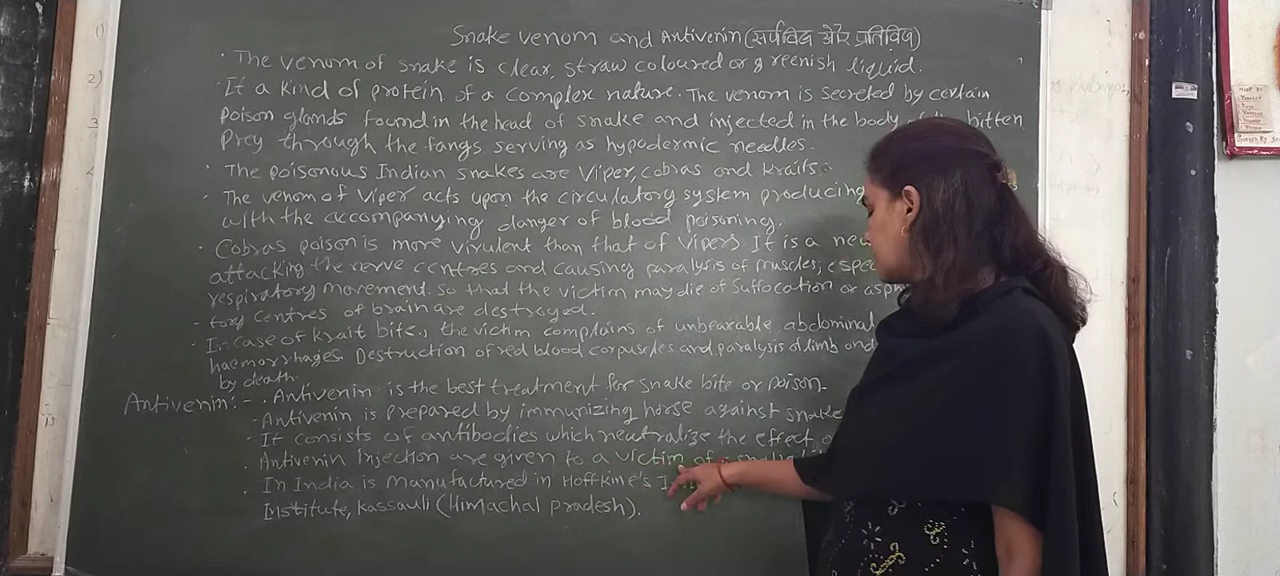 Snake venom and Antivenin (सर्पविष और प्रतिविष)
1)
• The venom of snake is clear, straw coloured or greenish liquid.
2)
• It a kind of protein of a complex nature. The venom is secreted by certain
3
poison glands found in the head of snake and injected in the body bitten
prey through the fangs serving as hypodermic needles.
• The poisonous Indian snakes are Viper, cobras and kraits.
• The venom of Viper acts upon the circulatory system producing
with the accompanying danger of blood poisoning.
• Cobras poison is more virulent than that of Vipers. It is a
attacking the nerve centres and causing paralysis of muscles;
respiratory movement. so that the victim may die of suffocation or
tory centres of brain are destroyed.
• In case of krait bite, the victim complains of unbearable abdominal
haemorrhages. Destruction of red blood corpuscles and paralysis of limb and
by death.
Antivenin:- • Antivenin is the best treatment for snake bite or poison.
- Antivenin is prepared by immunizing horse against snake
• It consists of antibodies which neutralize the effect
• Antivenin Injection are given to a victim of
• In India is manufactured in Hoffkine's
Institute, Kassauli (Himachal pradesh).